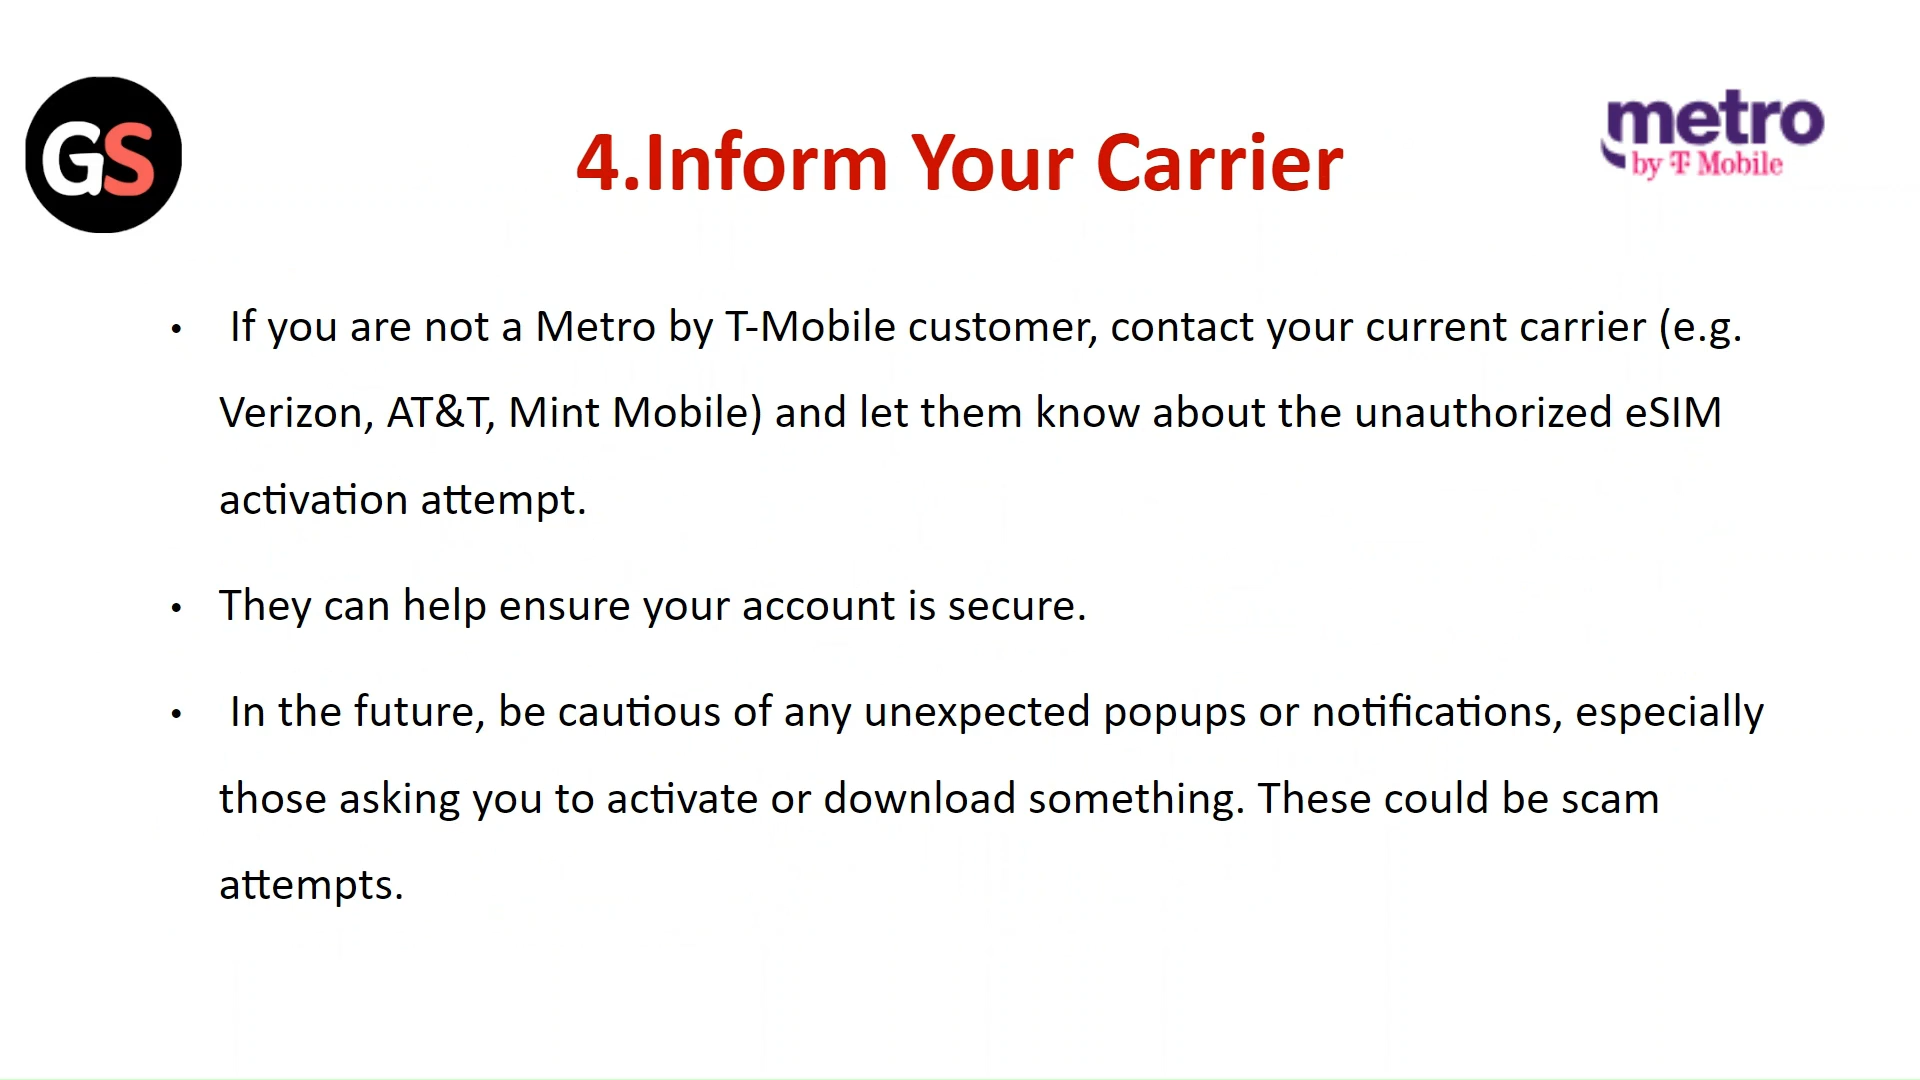 GS
4.Inform Your Carrier
metro
by T Mobile
• If you are not a Metro by T-Mobile customer, contact your current carrier (e.g.
Verizon, AT&T, Mint Mobile) and let them know about the unauthorized eSIM
activation attempt.
• They can help ensure your account is secure.
• In the future, be cautious of any unexpected popups or notifications, especially
those asking you to activate or download something. These could be scam
attempts.